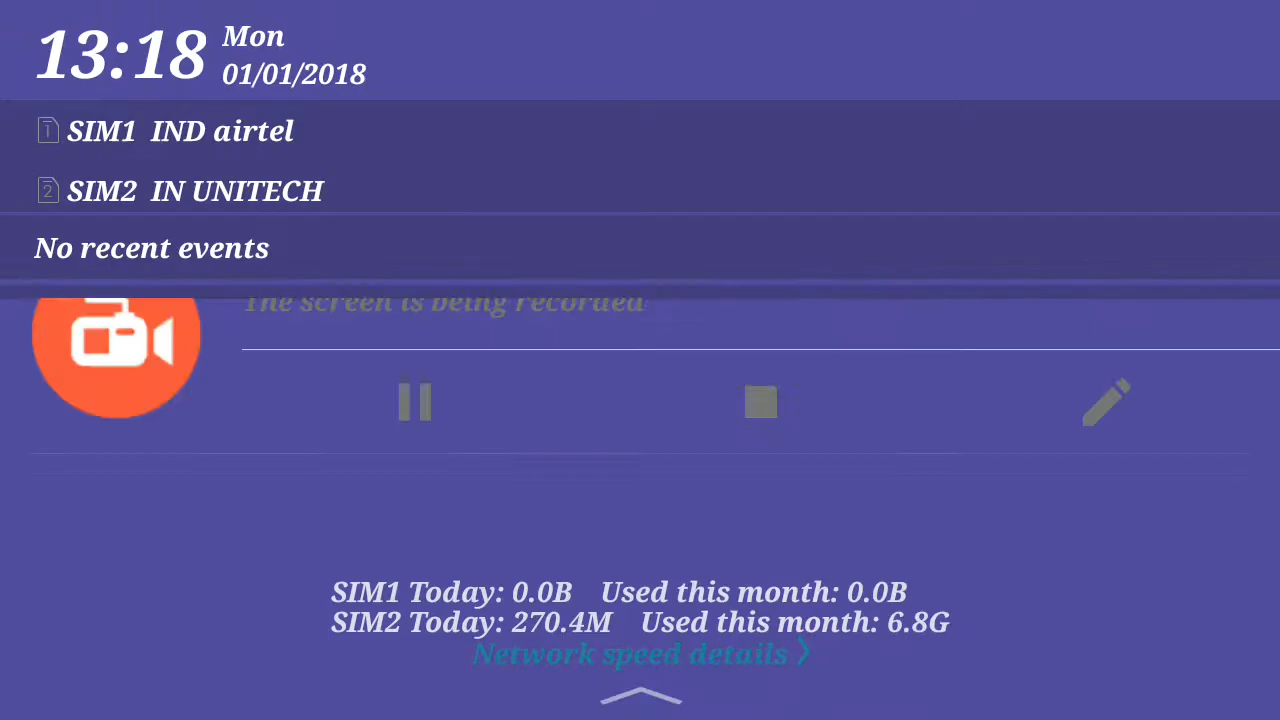 13:18
Mon
01/01/2018
1 SIM1 IND airtel
2 SIM2 IN UNITECH
No recent events
The screen is being recorded
SIM1 Today: 0.0B Used this month: 0.0B
SIM2 Today: 270.4M Used this month: 6.8G
Network speed details 〉